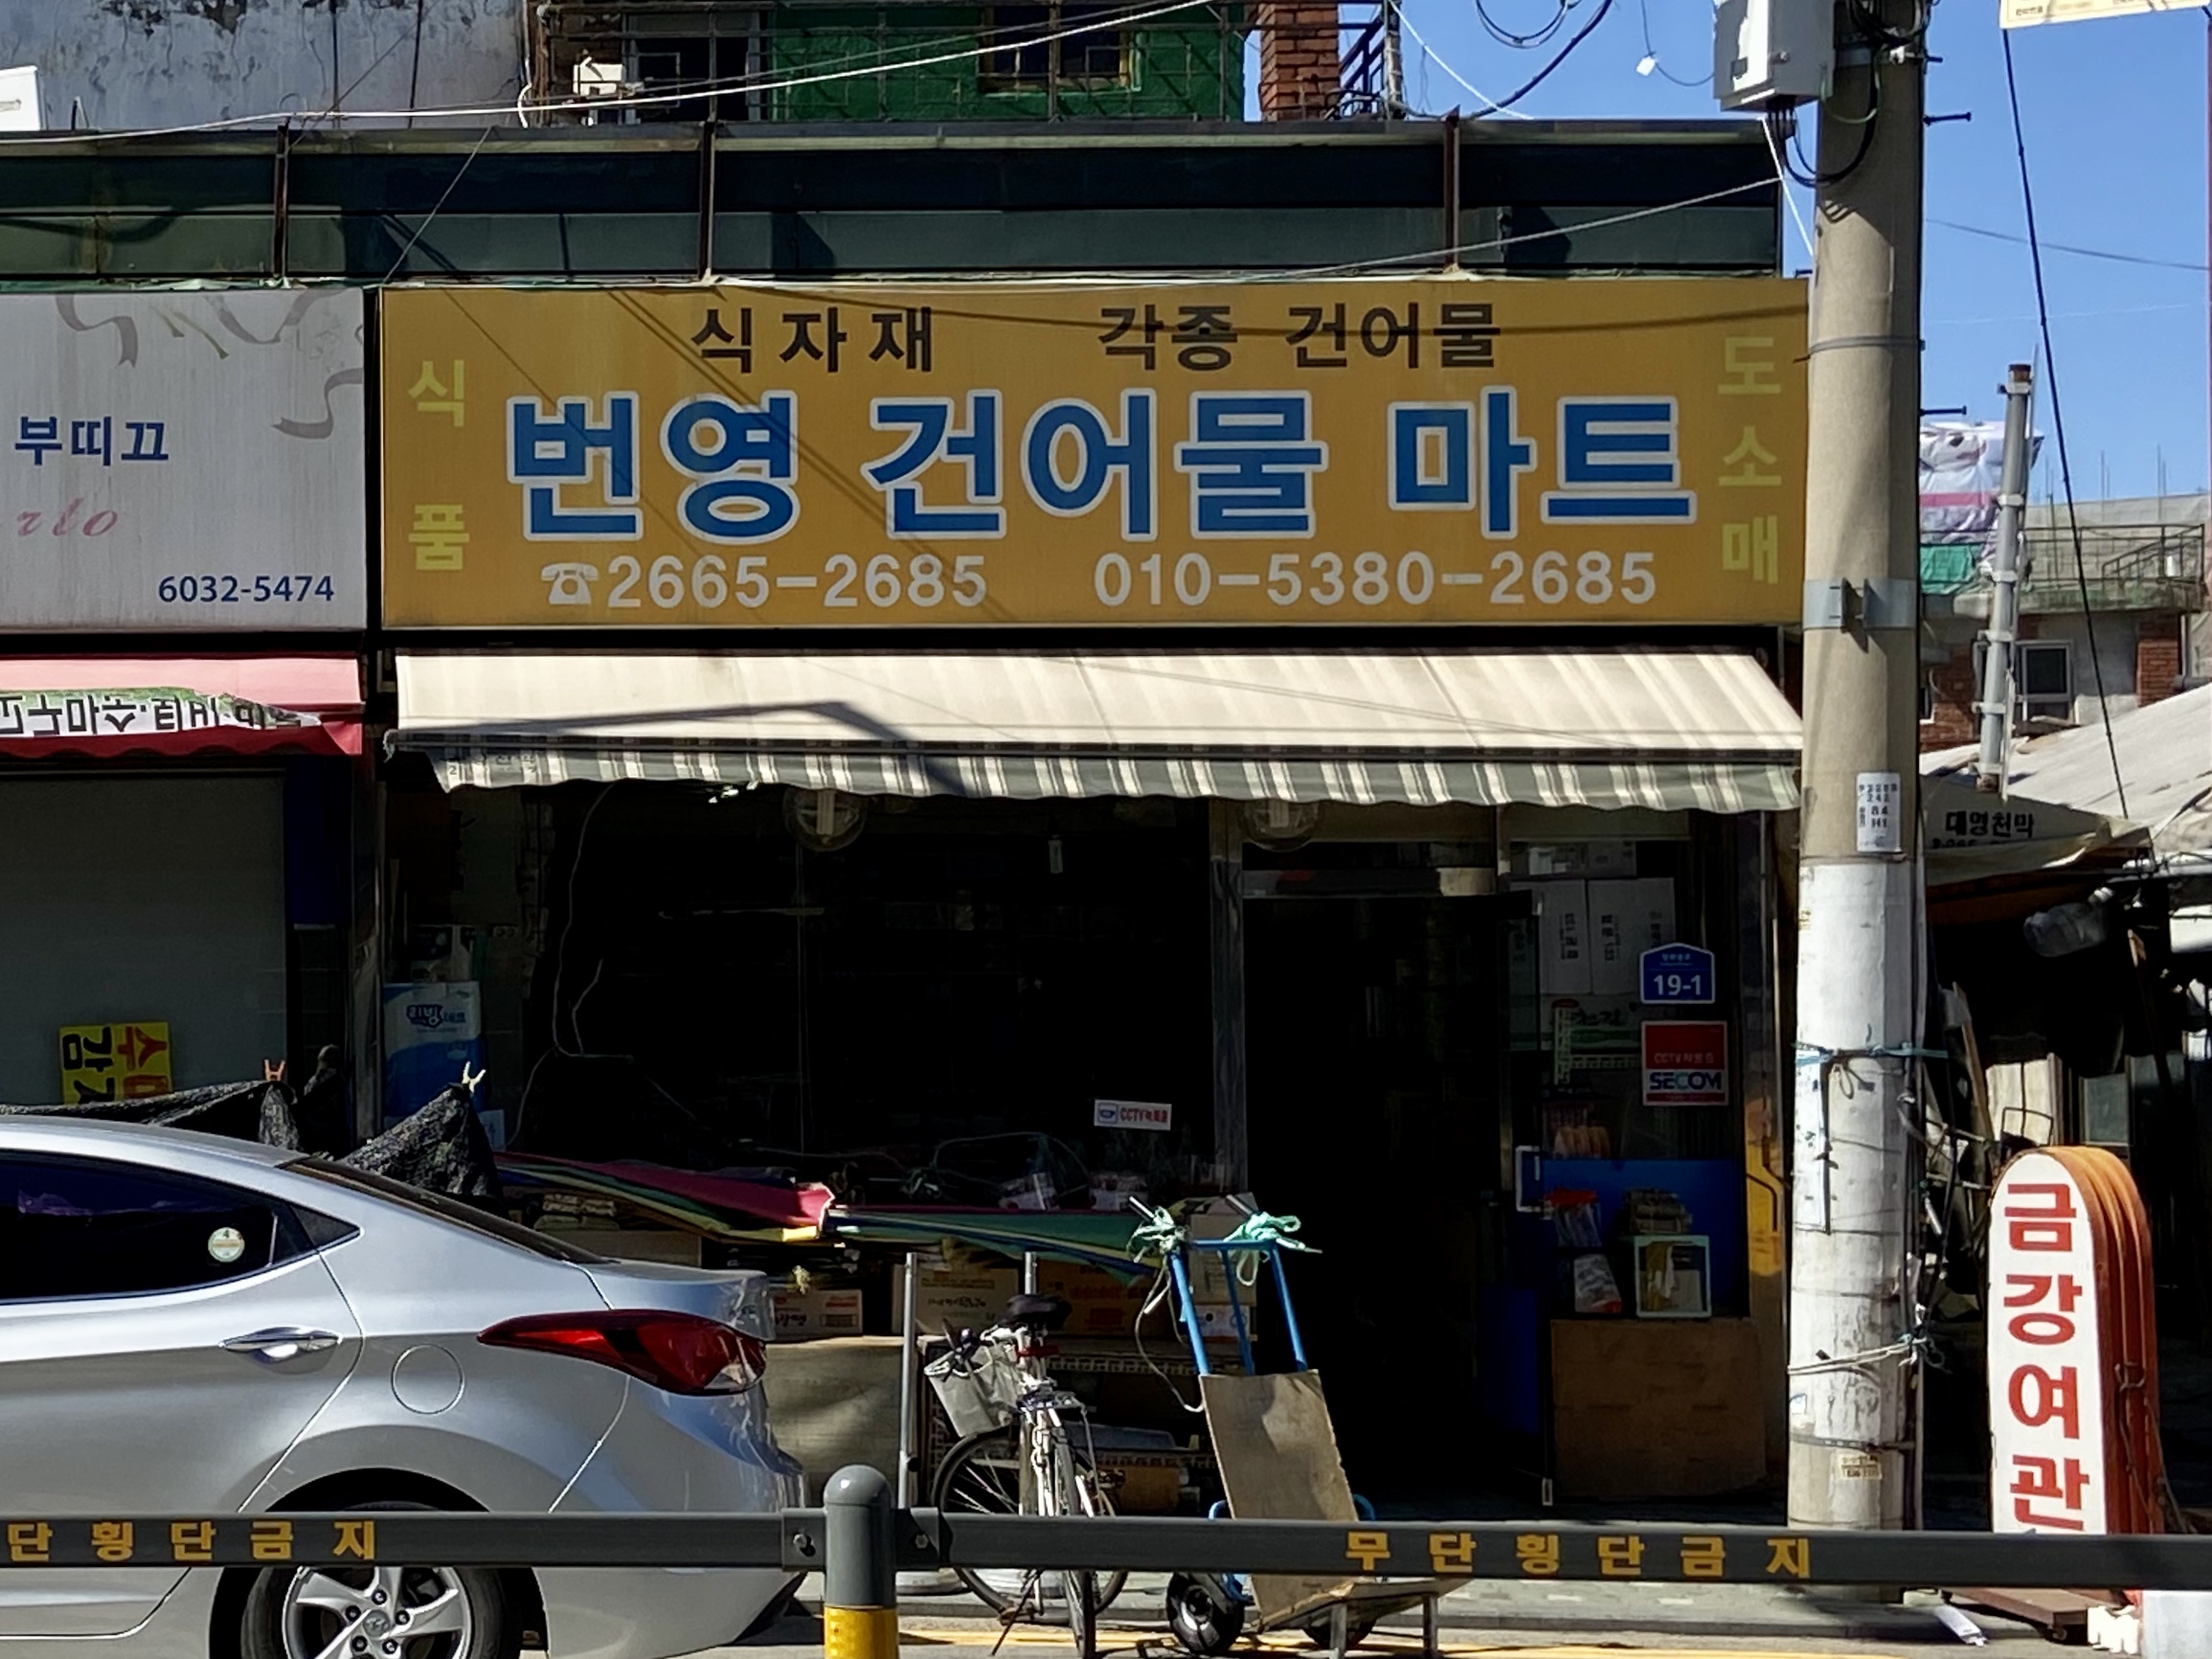 식자재 각종 건어물
식품
번영 건어물 마트
도소매
☎2665-2685 010-5380-2685
부띠끄
rlo
6032-5474
대영천막
19-1
SECOM
금강여관
단횡단금지
무단횡단금지